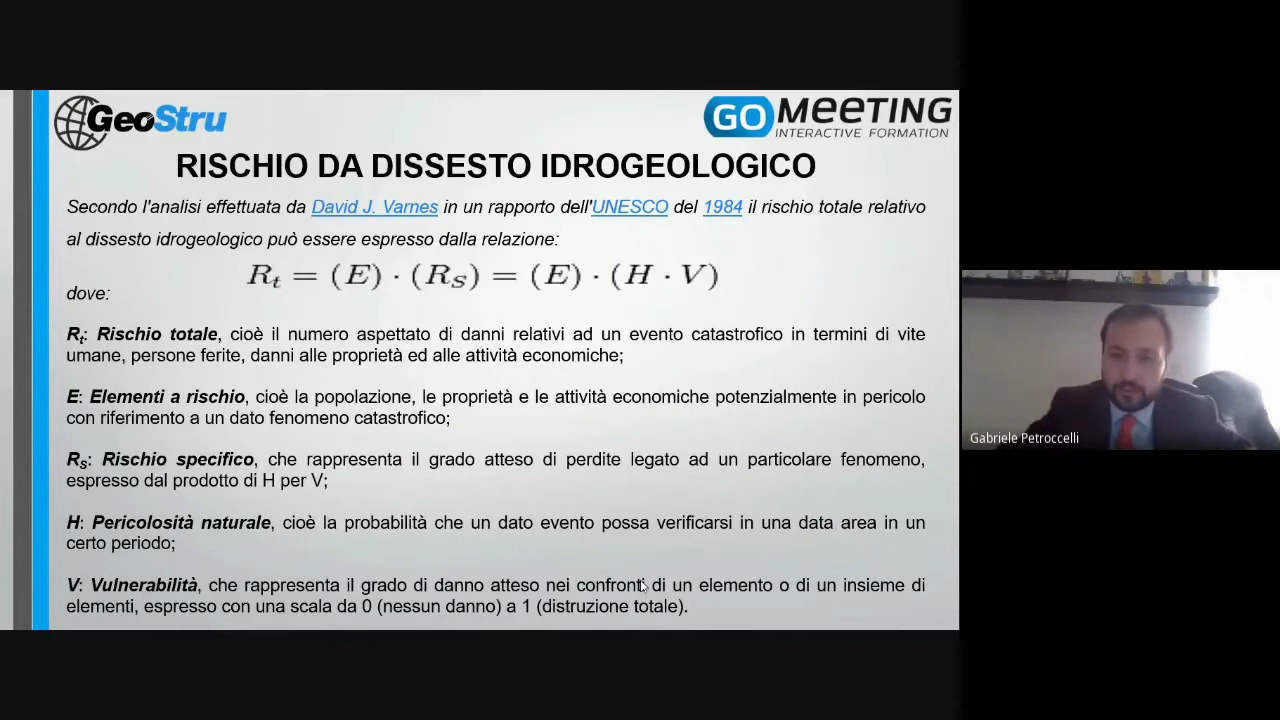 GeoStru
GO MEETING
INTERACTIVE FORMATION
RISCHIO DA DISSESTO IDROGEOLOGICO
Secondo l'analisi effettuata da David J. Varnes in un rapporto dell'UNESCO del 1984 il rischio totale relativo
al dissesto idrogeologico può essere espresso dalla relazione:
R_t = (E) · (R_S) = (E) · (H · V)
dove:
R_t: Rischio totale, cioè il numero aspettato di danni relativi ad un evento catastrofico in termini di vite
umane, persone ferite, danni alle proprietà ed alle attività economiche;
E: Elementi a rischio, cioè la popolazione, le proprietà e le attività economiche potenzialmente in pericolo
con riferimento a un dato fenomeno catastrofico;
R_S: Rischio specifico, che rappresenta il grado atteso di perdite legato ad un particolare fenomeno,
espresso dal prodotto di H per V;
H: Pericolosità naturale, cioè la probabilità che un dato evento possa verificarsi in una data area in un
certo periodo;
V: Vulnerabilità, che rappresenta il grado di danno atteso nei confronti di un elemento o di un insieme di
elementi, espresso con una scala da 0 (nessun danno) a 1 (distruzione totale).
Gabriele Petroccelli